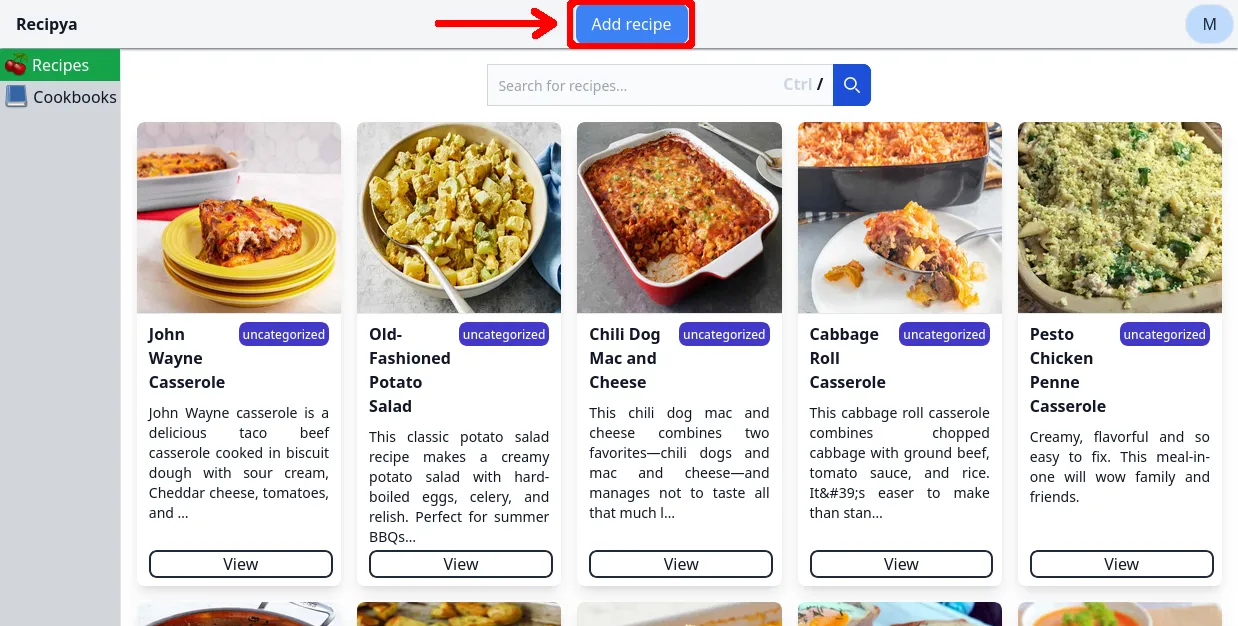 Recipya
Add recipe
M
Recipes
Cookbooks
Search for recipes...
Ctrl /
John
Wayne
Casserole
uncategorized
John Wayne casserole is a
delicious taco beef
casserole cooked in biscuit
dough with sour cream,
Cheddar cheese, tomatoes,
and ...
View
Old-
Fashioned
Potato
Salad
uncategorized
This classic potato salad
recipe makes a creamy
potato salad with hard-
boiled eggs, celery, and
relish. Perfect for summer
BBQs...
View
Chili Dog
Mac and
Cheese
uncategorized
This chili dog mac and
cheese combines two
favorites—chili dogs and
mac and cheese—and
manages not to taste all
that much l...
View
Cabbage
Roll
Casserole
uncategorized
This cabbage roll casserole
combines chopped
cabbage with ground beef,
tomato sauce, and rice.
It&#39;s easer to make
than stan...
View
Pesto
Chicken
Penne
Casserole
uncategorized
Creamy, flavorful and so
easy to fix. This meal-in-
one will wow family and
friends.
View